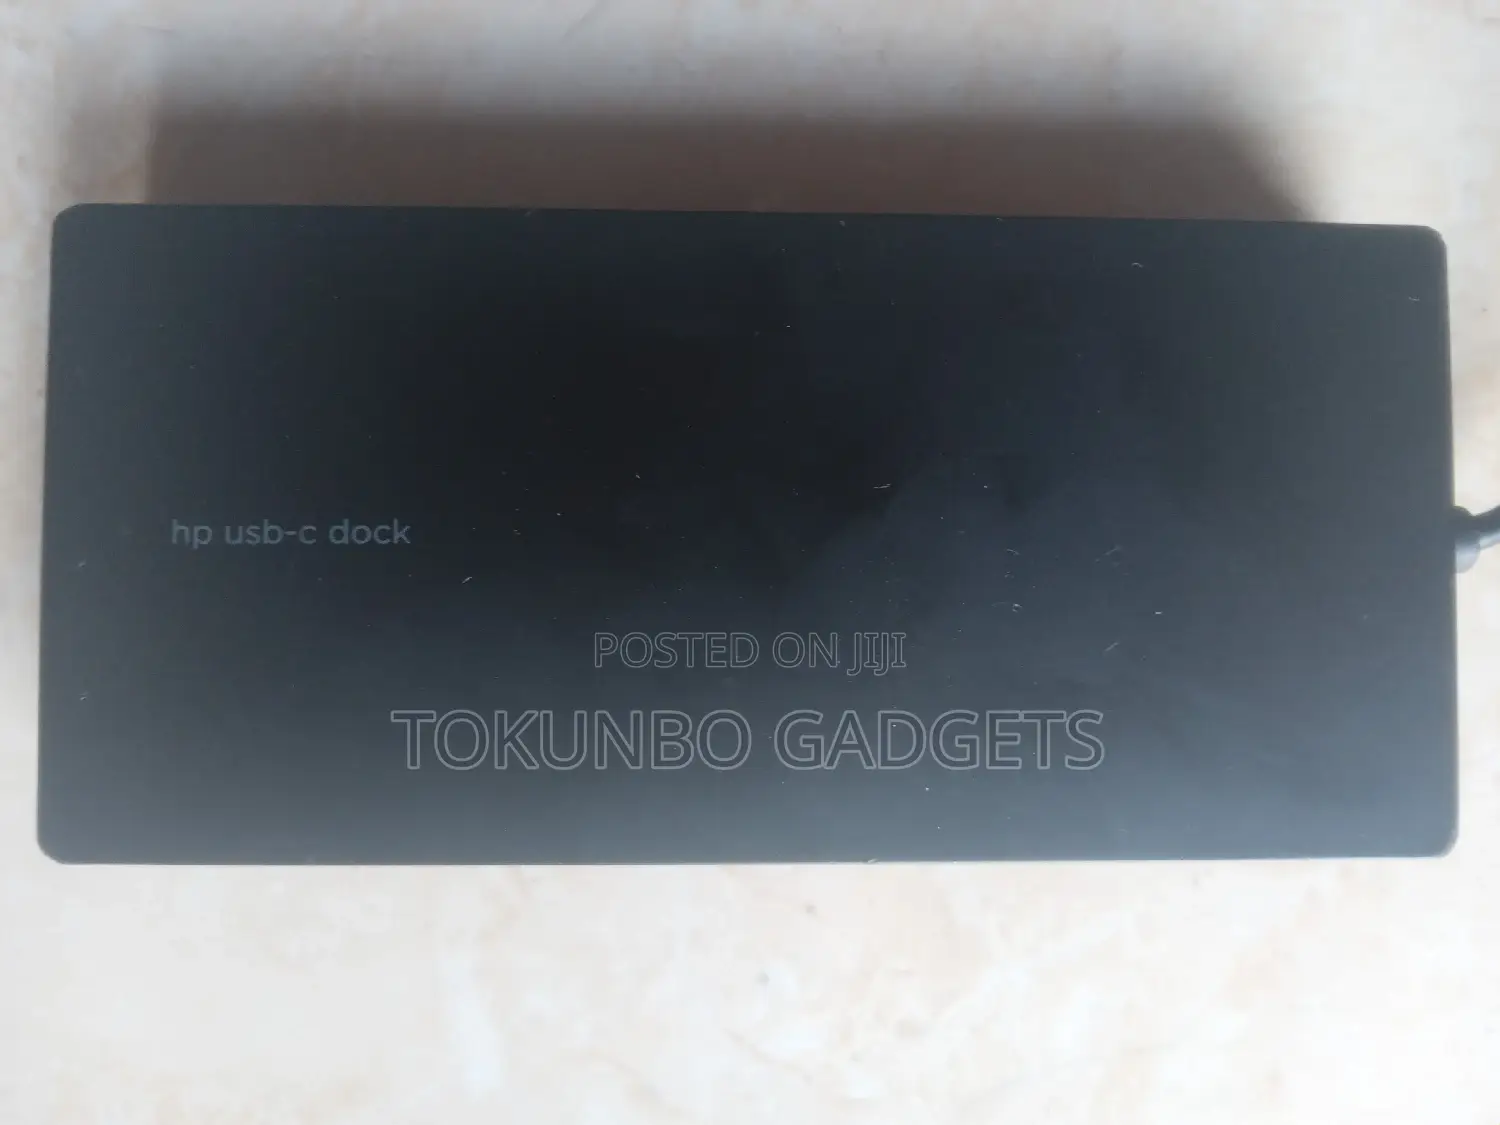 hp usb-c dock
POSTED ON JIJI
TOKUNBO GADGETS